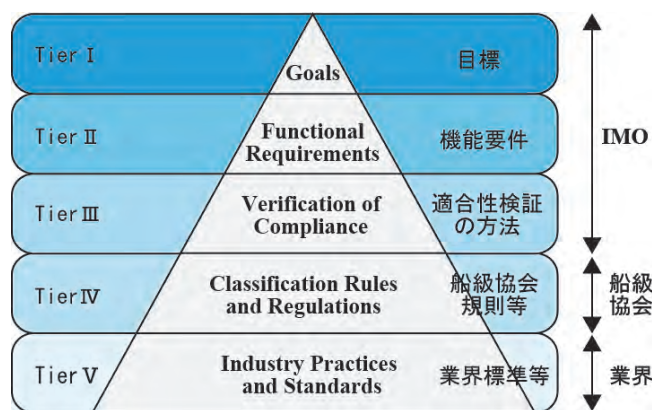 Tier Ⅰ
Goals
目標
Tier Ⅱ
Functional
Requirements
機能要件
IMO
Tier Ⅲ
Verification of
Compliance
適合性検証
の方法
Tier Ⅳ
Classification Rules
and Regulations
船級協会
規則等
船級
協会
Tier Ⅴ
Industry Practices
and Standards
業界標準等
業界